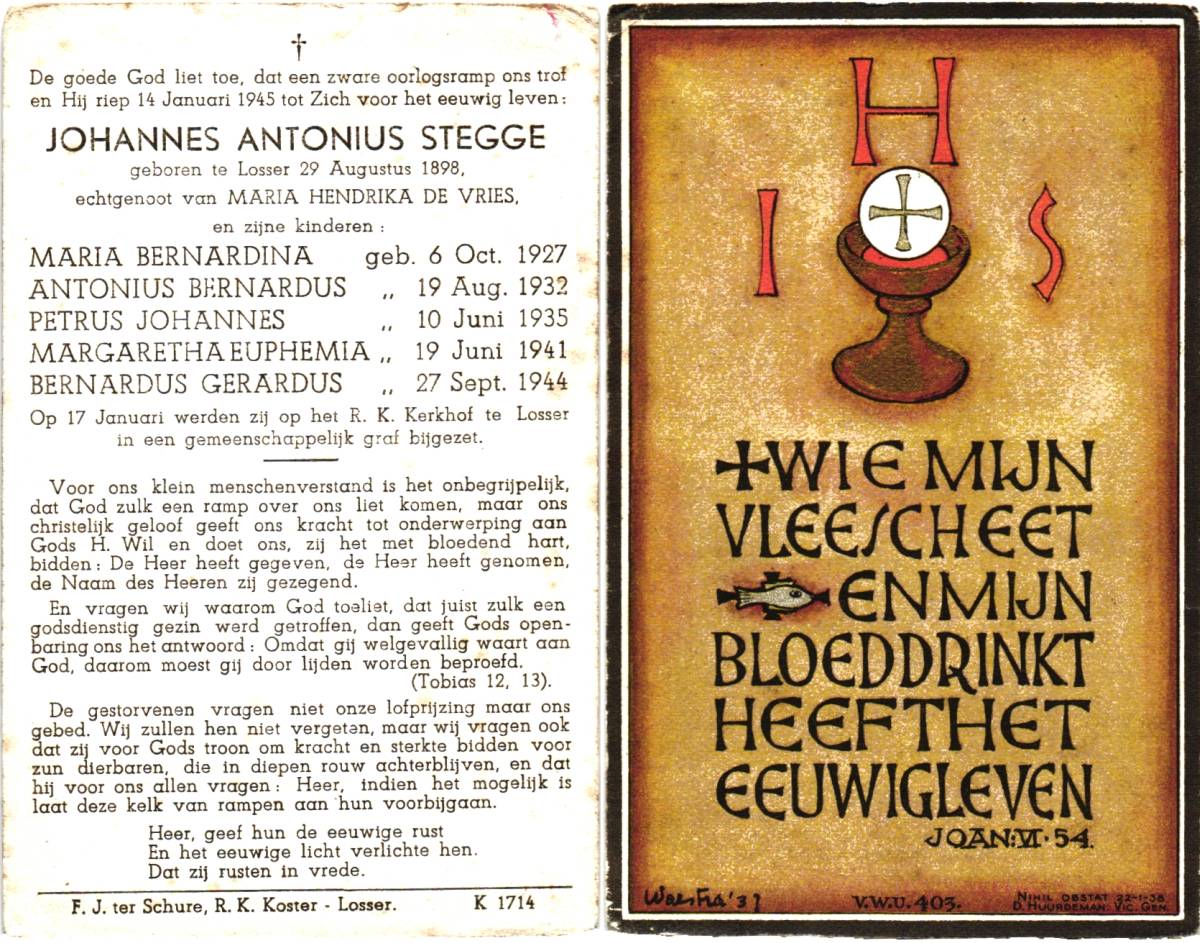 De goede God liet toe, dat een zware oorlogsramp ons trof
en Hij riep 14 Januari 1945 tot Zich voor het eeuwig leven:
JOHANNES ANTONIUS STEGGE
geboren te Losser 29 Augustus 1898,
echtgenoot van MARIA HENDRIKA DE VRIES,
en zijne kinderen :
MARIA BERNARDINA geb. 6 Oct. 1927
ANTONIUS BERNARDUS „ 19 Aug. 1932
PETRUS JOHANNES „ 10 Juni 1935
MARGARETHA EUPHEMIA „ 19 Juni 1941
BERNARDUS GERARDUS „ 27 Sept. 1944
Op 17 Januari werden zij op het R. K. Kerkhof te Losser
in een gemeenschappelijk graf bijgezet.
Voor ons klein menschenverstand is het onbegrijpelijk,
dat God zulk een ramp over ons liet komen, maar ons
christelijk geloof geeft ons kracht tot onderwerping aan
Gods H. Wil en doet ons, zij het met bloedend hart,
bidden : De Heer heeft gegeven, de Heer heeft genomen,
de Naam des Heeren zij gezegend.
En vragen wij waarom God toeliet, dat juist zulk een
godsdienstig gezin werd getroffen, dan geeft Gods open-
baring ons het antwoord : Omdat gij welgevallig waart aan
God, daarom moest gij door lijden worden beproefd.
(Tobias 12, 13).
De gestorvenen vragen niet onze lofprijzing maar ons
gebed. Wij zullen hen niet vergeten, maar wij vragen ook
dat zij voor Gods troon om kracht en sterkte bidden voor
zun dierbaren, die in diepen rouw achterblijven, en dat
hij voor ons allen vragen : Heer, indien het mogelijk is
laat deze kelk van rampen aan hun voorbijgaan.
Heer, geef hun de eeuwige rust
En het eeuwige licht verlichte hen.
Dat zij rusten in vrede.
F. J. ter Schure, R. K. Koster - Losser. K 1714
I H S
WIE MIJN
VLEESCH EET
EN MIJN
BLOED DRINKT
HEEFT HET
EEUWIG LEVEN
JOAN: VI · 54.
Waestra '37
V.W.U. 403.
NIHIL OBSTAT 22-1-38
D. HUURDEMAN: VIC. GEN.